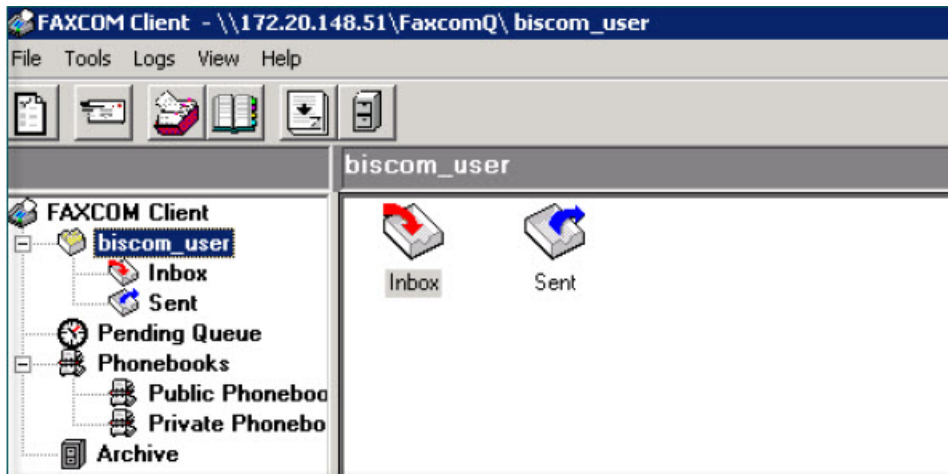 FAXCOM Client - \\172.20.148.51\FaxcomQ\ biscom_user
File Tools Logs View Help
biscom_user
FAXCOM Client
biscom_user
Inbox
Sent
Pending Queue
Phonebooks
Public Phoneboo
Private Phonebo
Archive
Inbox
Sent